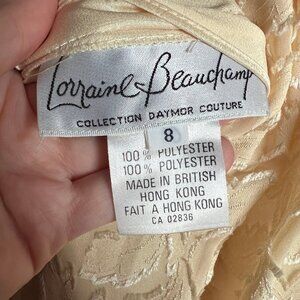 Lorraine Beauchamp
COLLECTION DAYMOR COUTURE
8
100% POLYESTER
100% POLYESTER
MADE IN BRITISH
HONG KONG
FAIT A HONG KONG
CA 02836